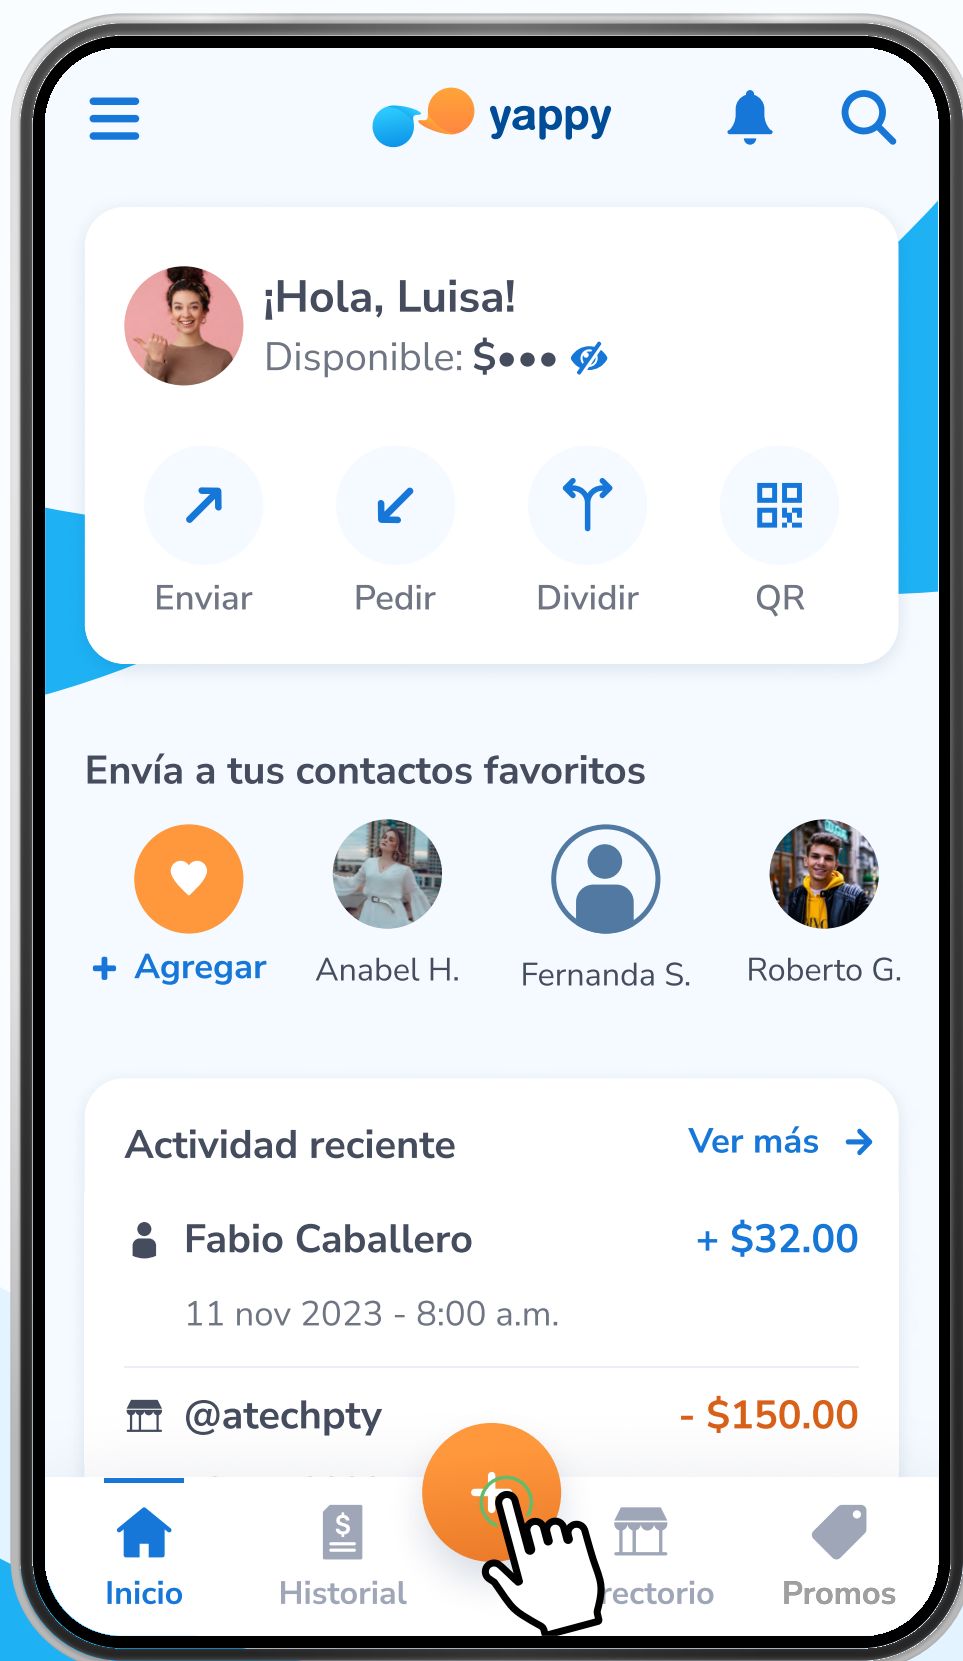 yappy
¡Hola, Luisa!
Disponible: $•••
Enviar
Pedir
Dividir
QR
Envía a tus contactos favoritos
+ Agregar
Anabel H.
Fernanda S.
Roberto G.
Actividad reciente
Ver más →
Fabio Caballero
+ $32.00
11 nov 2023 - 8:00 a.m.
@atechpty
- $150.00
Inicio
Historial
rectorio
Promos